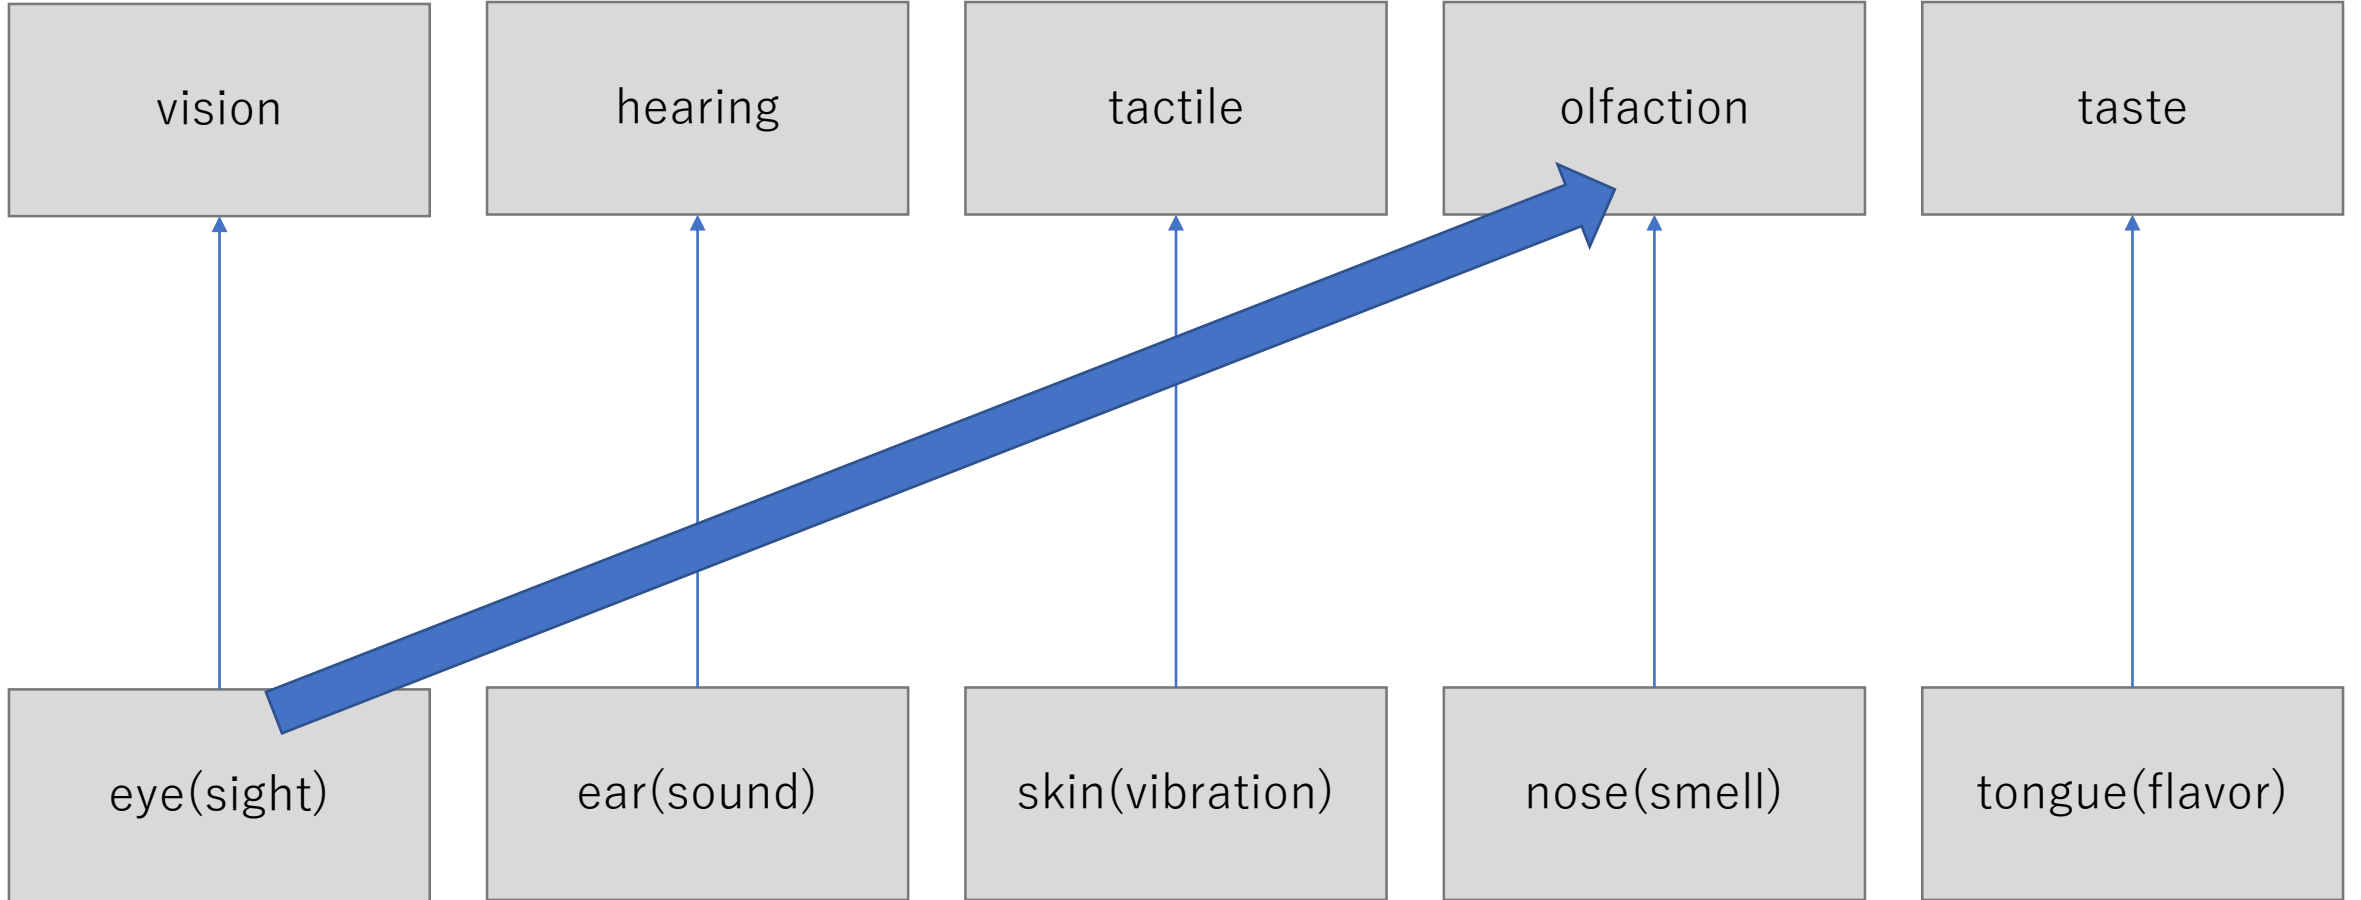 vision
hearing
tactile
olfaction
taste
eye(sight)
ear(sound)
skin(vibration)
nose(smell)
tongue(flavor)